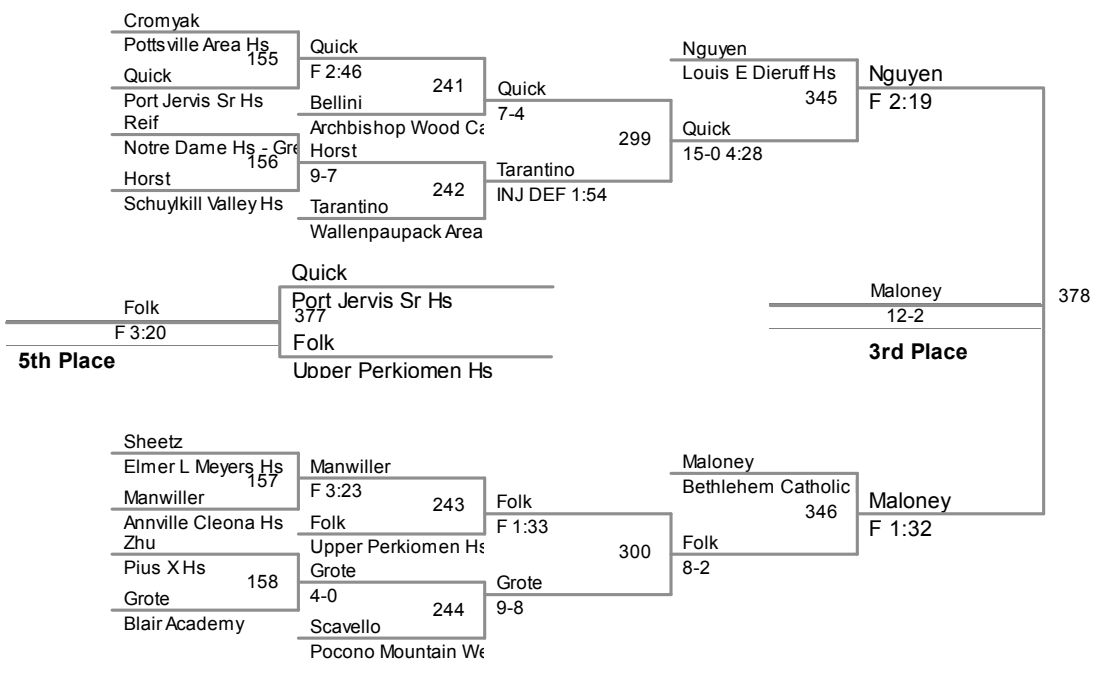 Cromyak
Pottsville Area Hs
155
Quick
Port Jervis Sr Hs
Reif
Notre Dame Hs - Gre
156
Horst
Schuylkill Valley Hs
Quick
F 2:46
241
Bellini
Archbishop Wood Ca
Horst
9-7
242
Tarantino
Wallenpaupack Area
Quick
7-4
299
Tarantino
INJ DEF 1:54
Nguyen
Louis E Dieruff Hs
345
Quick
15-0 4:28
Nguyen
F 2:19
Quick
Port Jervis Sr Hs
377
Folk
Upper Perkiomen Hs
Folk
F 3:20
5th Place
Maloney
12-2
3rd Place
378
Sheetz
Elmer L Meyers Hs
157
Manwiller
Annville Cleona Hs
Zhu
Pius X Hs
158
Grote
Blair Academy
Manwiller
F 3:23
243
Folk
Upper Perkiomen Hs
Grote
4-0
244
Scavello
Pocono Mountain We
Folk
F 1:33
300
Grote
9-8
Maloney
Bethlehem Catholic
346
Folk
8-2
Maloney
F 1:32